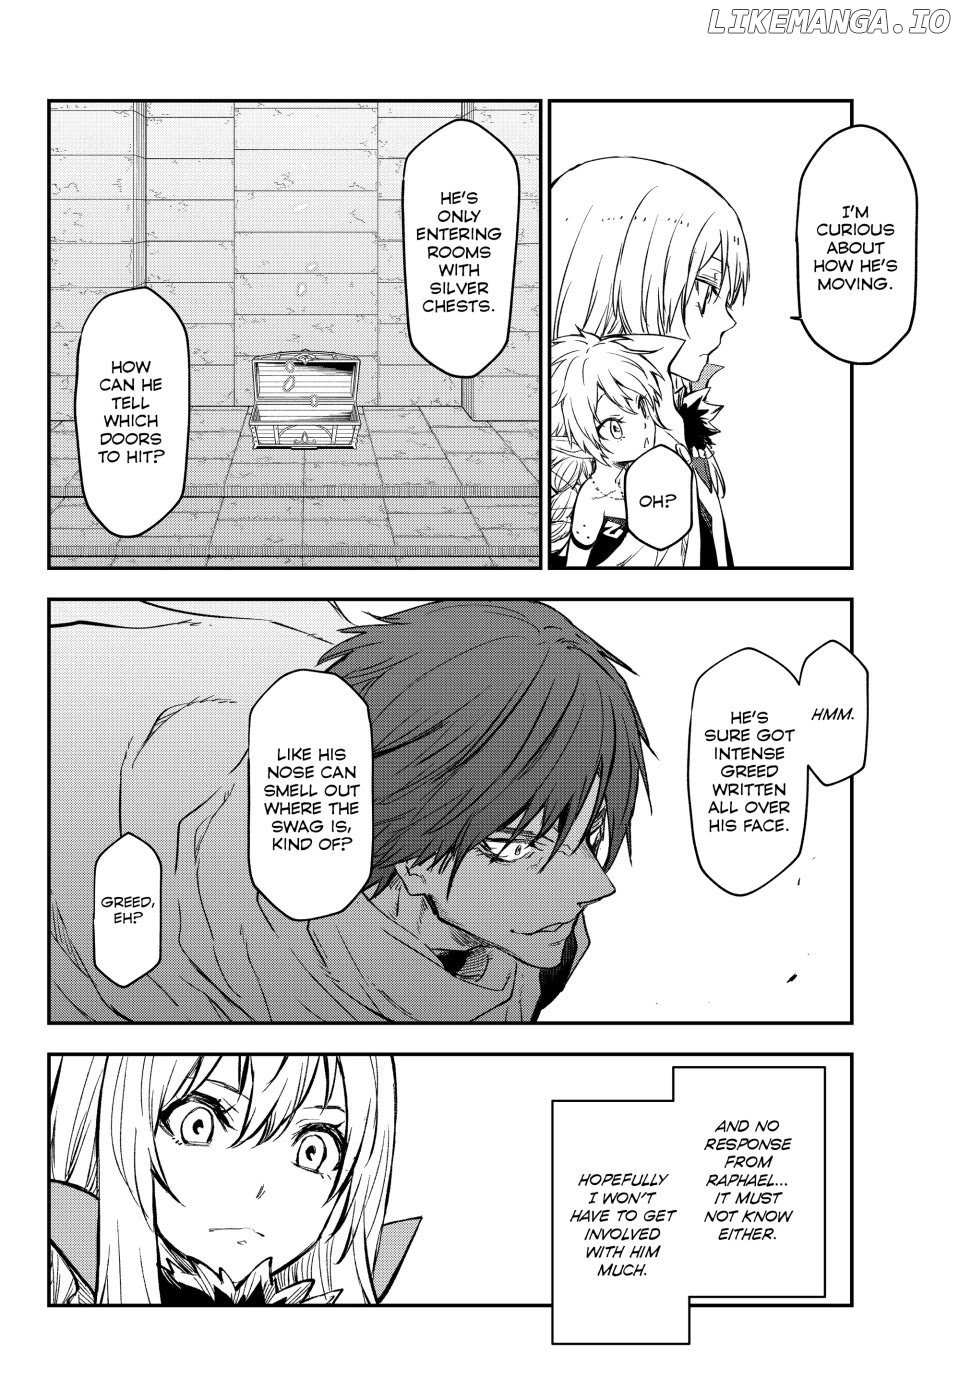 LIKEMANGA.IO
I'M
CURIOUS
ABOUT
HOW HE'S
MOVING.
OH?
HE'S
ONLY
ENTERING
ROOMS
WITH
SILVER
CHESTS.
HOW
CAN HE
TELL
WHICH
DOORS
TO HIT?
HMM.
HE'S
SURE GOT
INTENSE
GREED
WRITTEN
ALL OVER
HIS FACE.
LIKE HIS
NOSE CAN
SMELL OUT
WHERE THE
SWAG IS,
KIND OF?
GREED,
EH?
AND NO
RESPONSE
FROM
RAPHAEL...
IT MUST
NOT KNOW
EITHER.
HOPEFULLY
I WON'T
HAVE TO GET
INVOLVED
WITH HIM
MUCH.